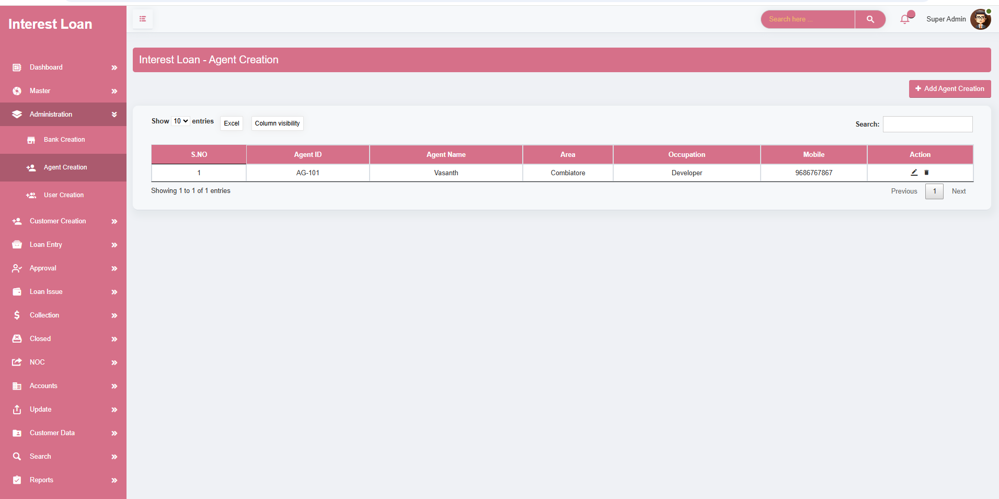 Interest Loan
Search here ...
Super Admin
Dashboard
Master
Administration
Bank Creation
Agent Creation
User Creation
Customer Creation
Loan Entry
Approval
Loan Issue
Collection
Closed
NOC
Accounts
Update
Customer Data
Search
Reports
Interest Loan - Agent Creation
Add Agent Creation
Show 10 entries Excel Column visibility Search:
S.NO Agent ID Agent Name Area Occupation Mobile Action
1 AG-101 Vasanth Combiatore Developer 9686767867
Showing 1 to 1 of 1 entries Previous 1 Next